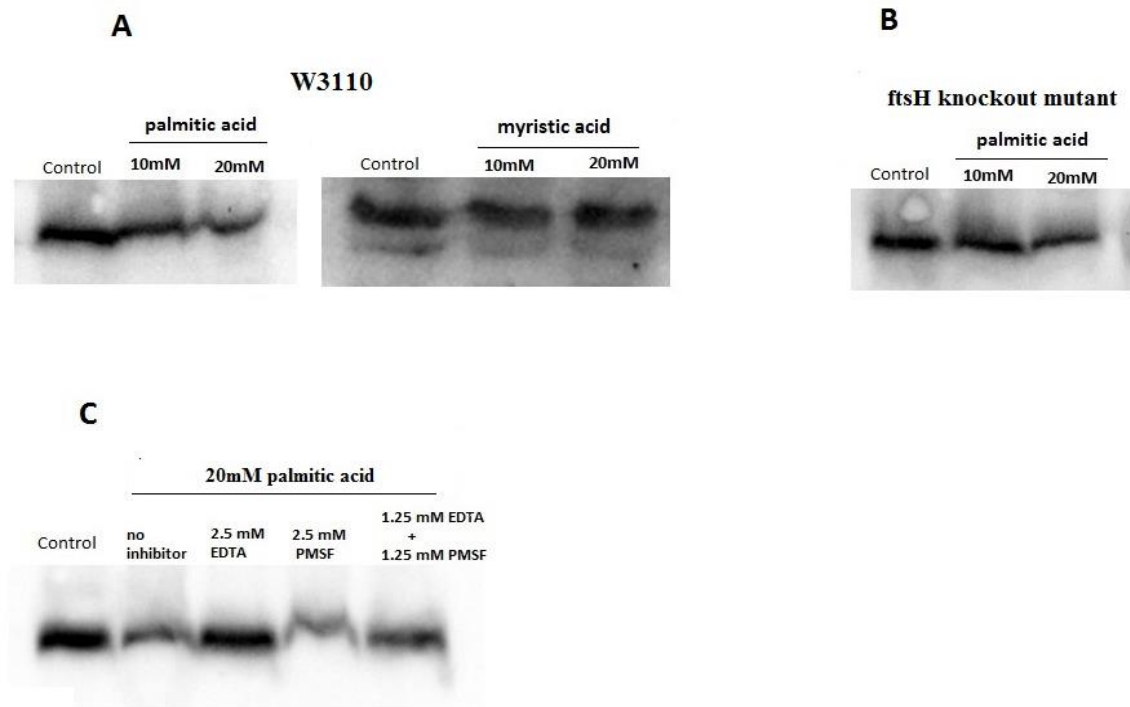 A
W3110
palmitic acid
Control
10mM
20mM
myristic acid
Control
10mM
20mM
B
ftsH knockout mutant
palmitic acid
Control
10mM
20mM
C
20mM palmitic acid
Control
no
inhibitor
2.5 mM
EDTA
2.5 mM
PMSF
1.25 mM EDTA
+
1.25 mM PMSF